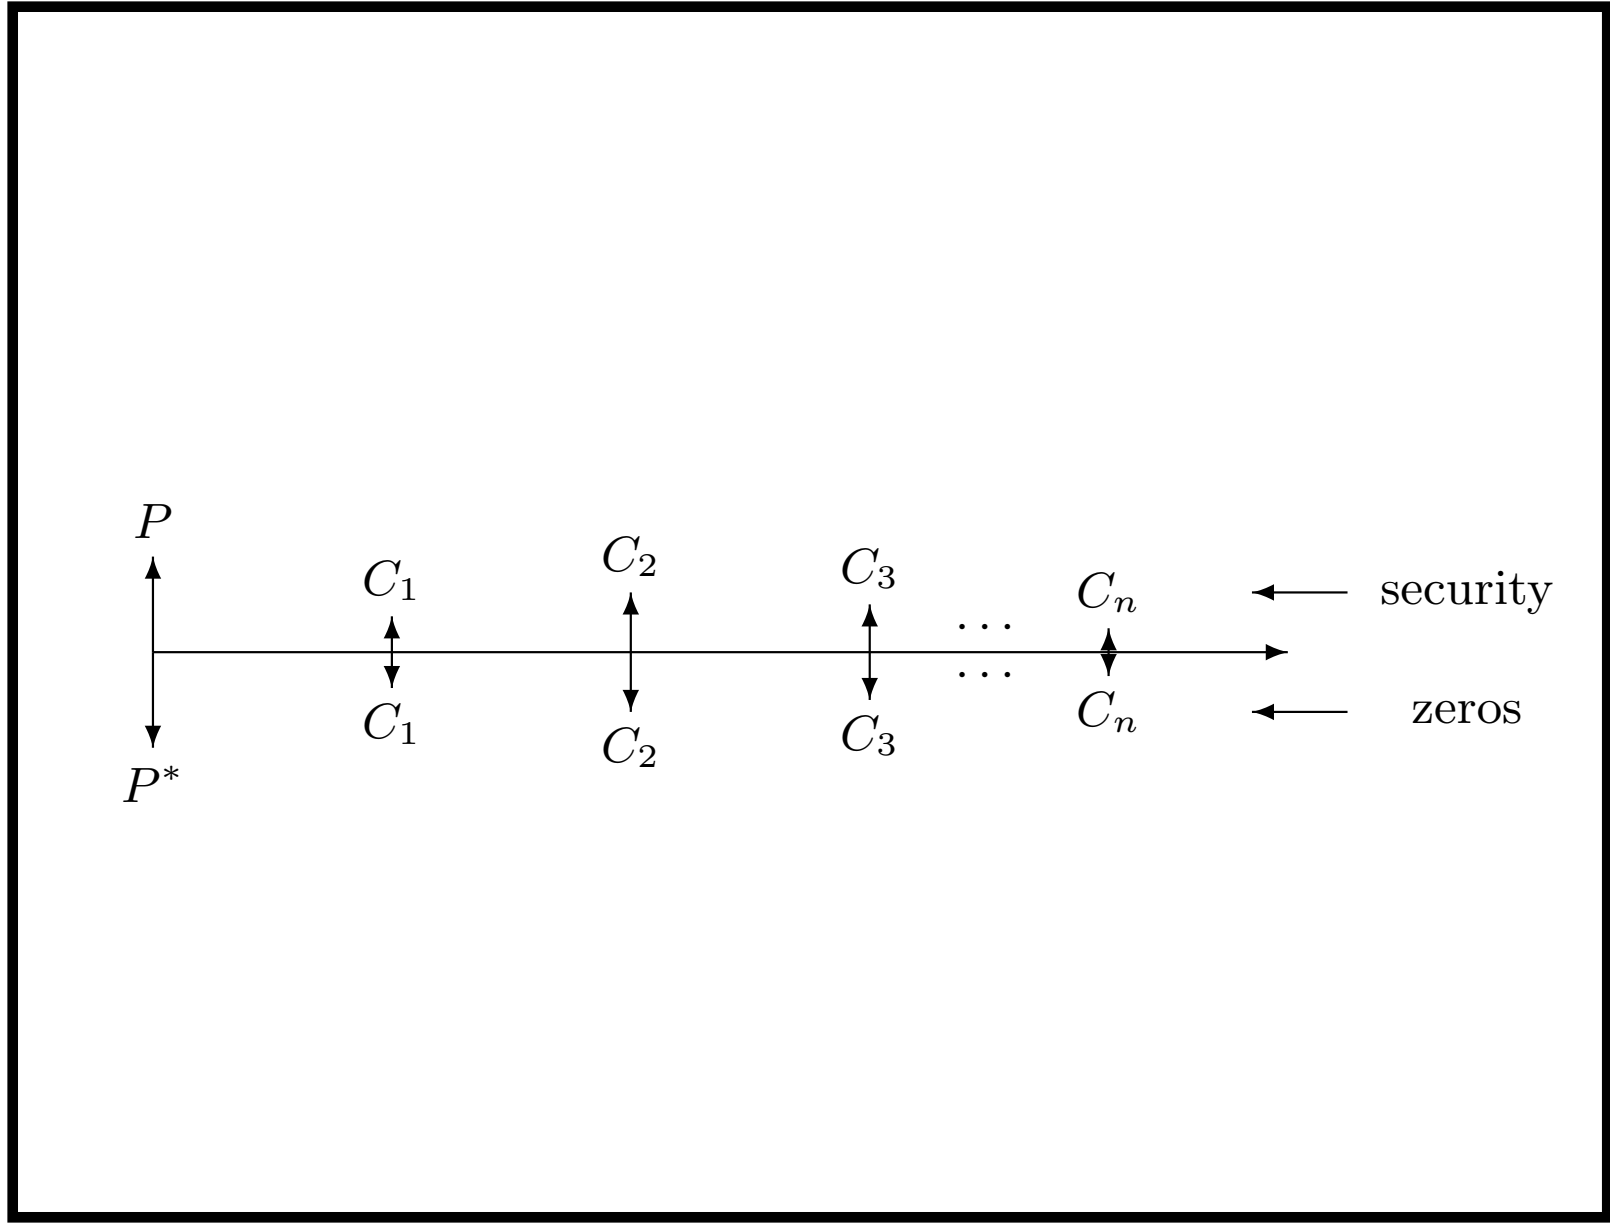 P
C₁ C₂ C₃ … Cₙ security
C₁ C₂ C₃ … Cₙ zeros
P*